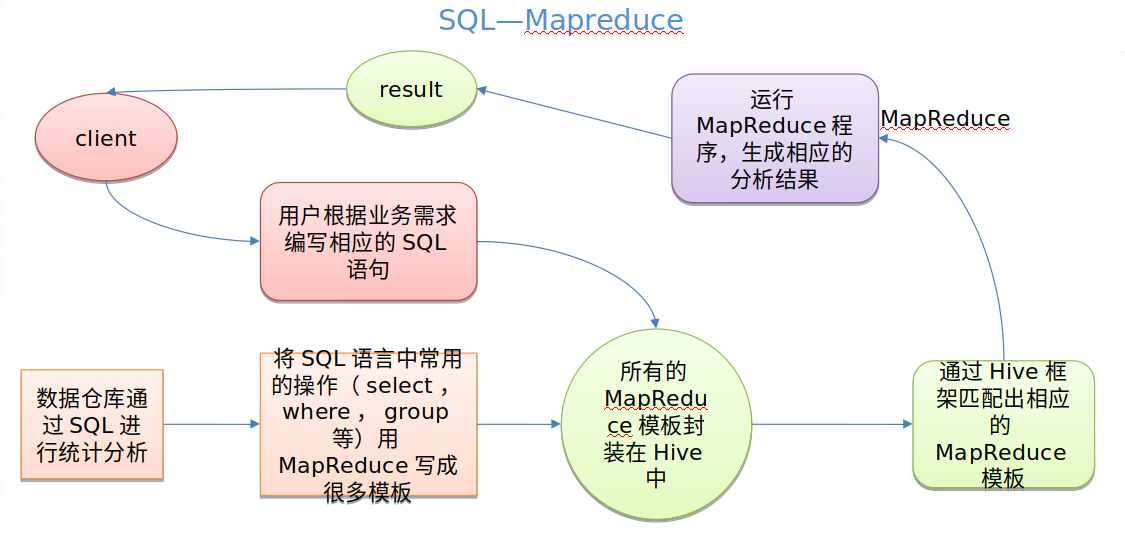 SQL—Mapreduce
result
client
运行
MapReduce 程
序，生成相应的
分析结果
MapReduce
用户根据业务需求
编写相应的 SQL
语句
数据仓库通
过 SQL 进
行统计分析
将 SQL 语言中常用
的操作（ select ，
where ， group
等）用
MapReduce 写成
很多模板
所有的
MapRedu
ce 模板封
装在 Hive
中
通过 Hive 框
架匹配出相应
的
MapReduce
模板